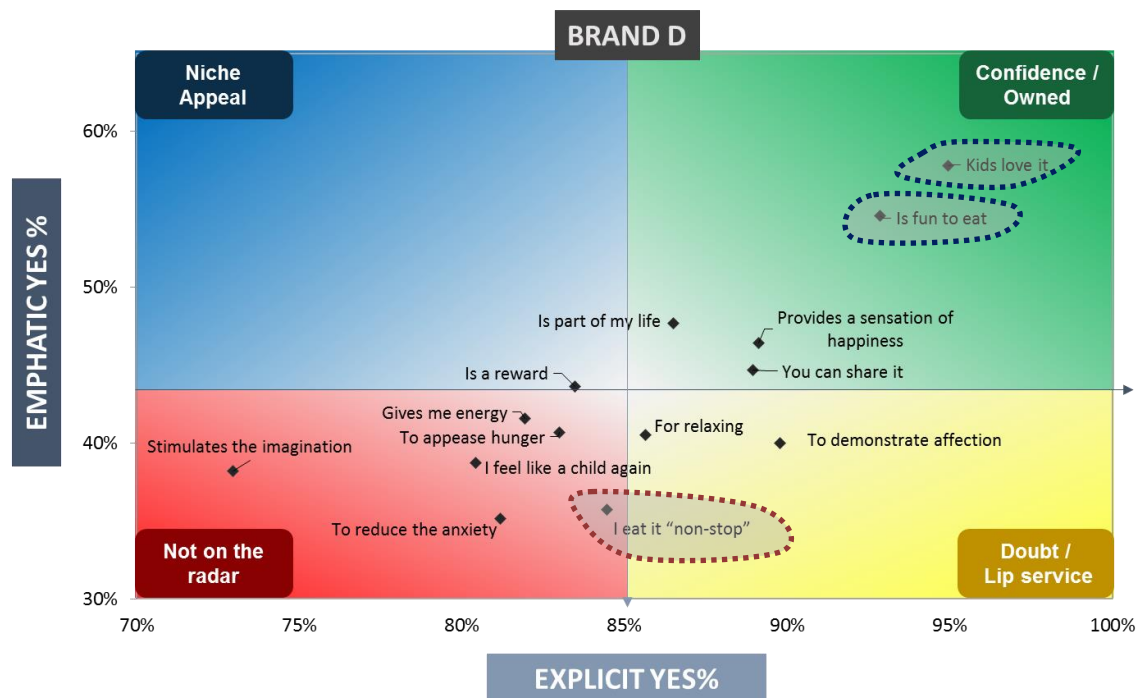 BRAND D
Niche
Appeal
Confidence /
Owned
60%
Kids love it
Is fun to eat
EMPHATIC YES %
50%
Is part of my life
Provides a sensation of
happiness
You can share it
Is a reward
Gives me energy
To appease hunger
For relaxing
To demonstrate affection
40%
Stimulates the imagination
I feel like a child again
To reduce the anxiety
I eat it “non-stop”
Not on the
radar
Doubt /
Lip service
30%
70%
75%
80%
85%
90%
95%
100%
EXPLICIT YES%